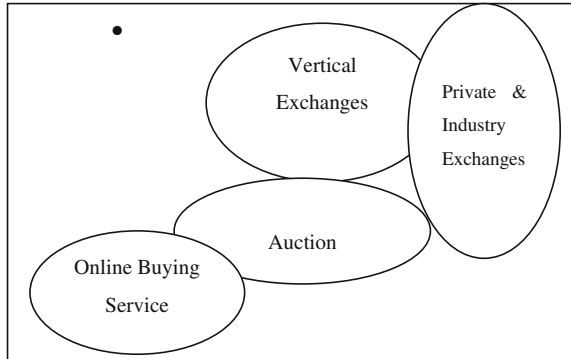 Vertical
Exchanges
Private &
Industry
Exchanges
Auction
Online Buying
Service